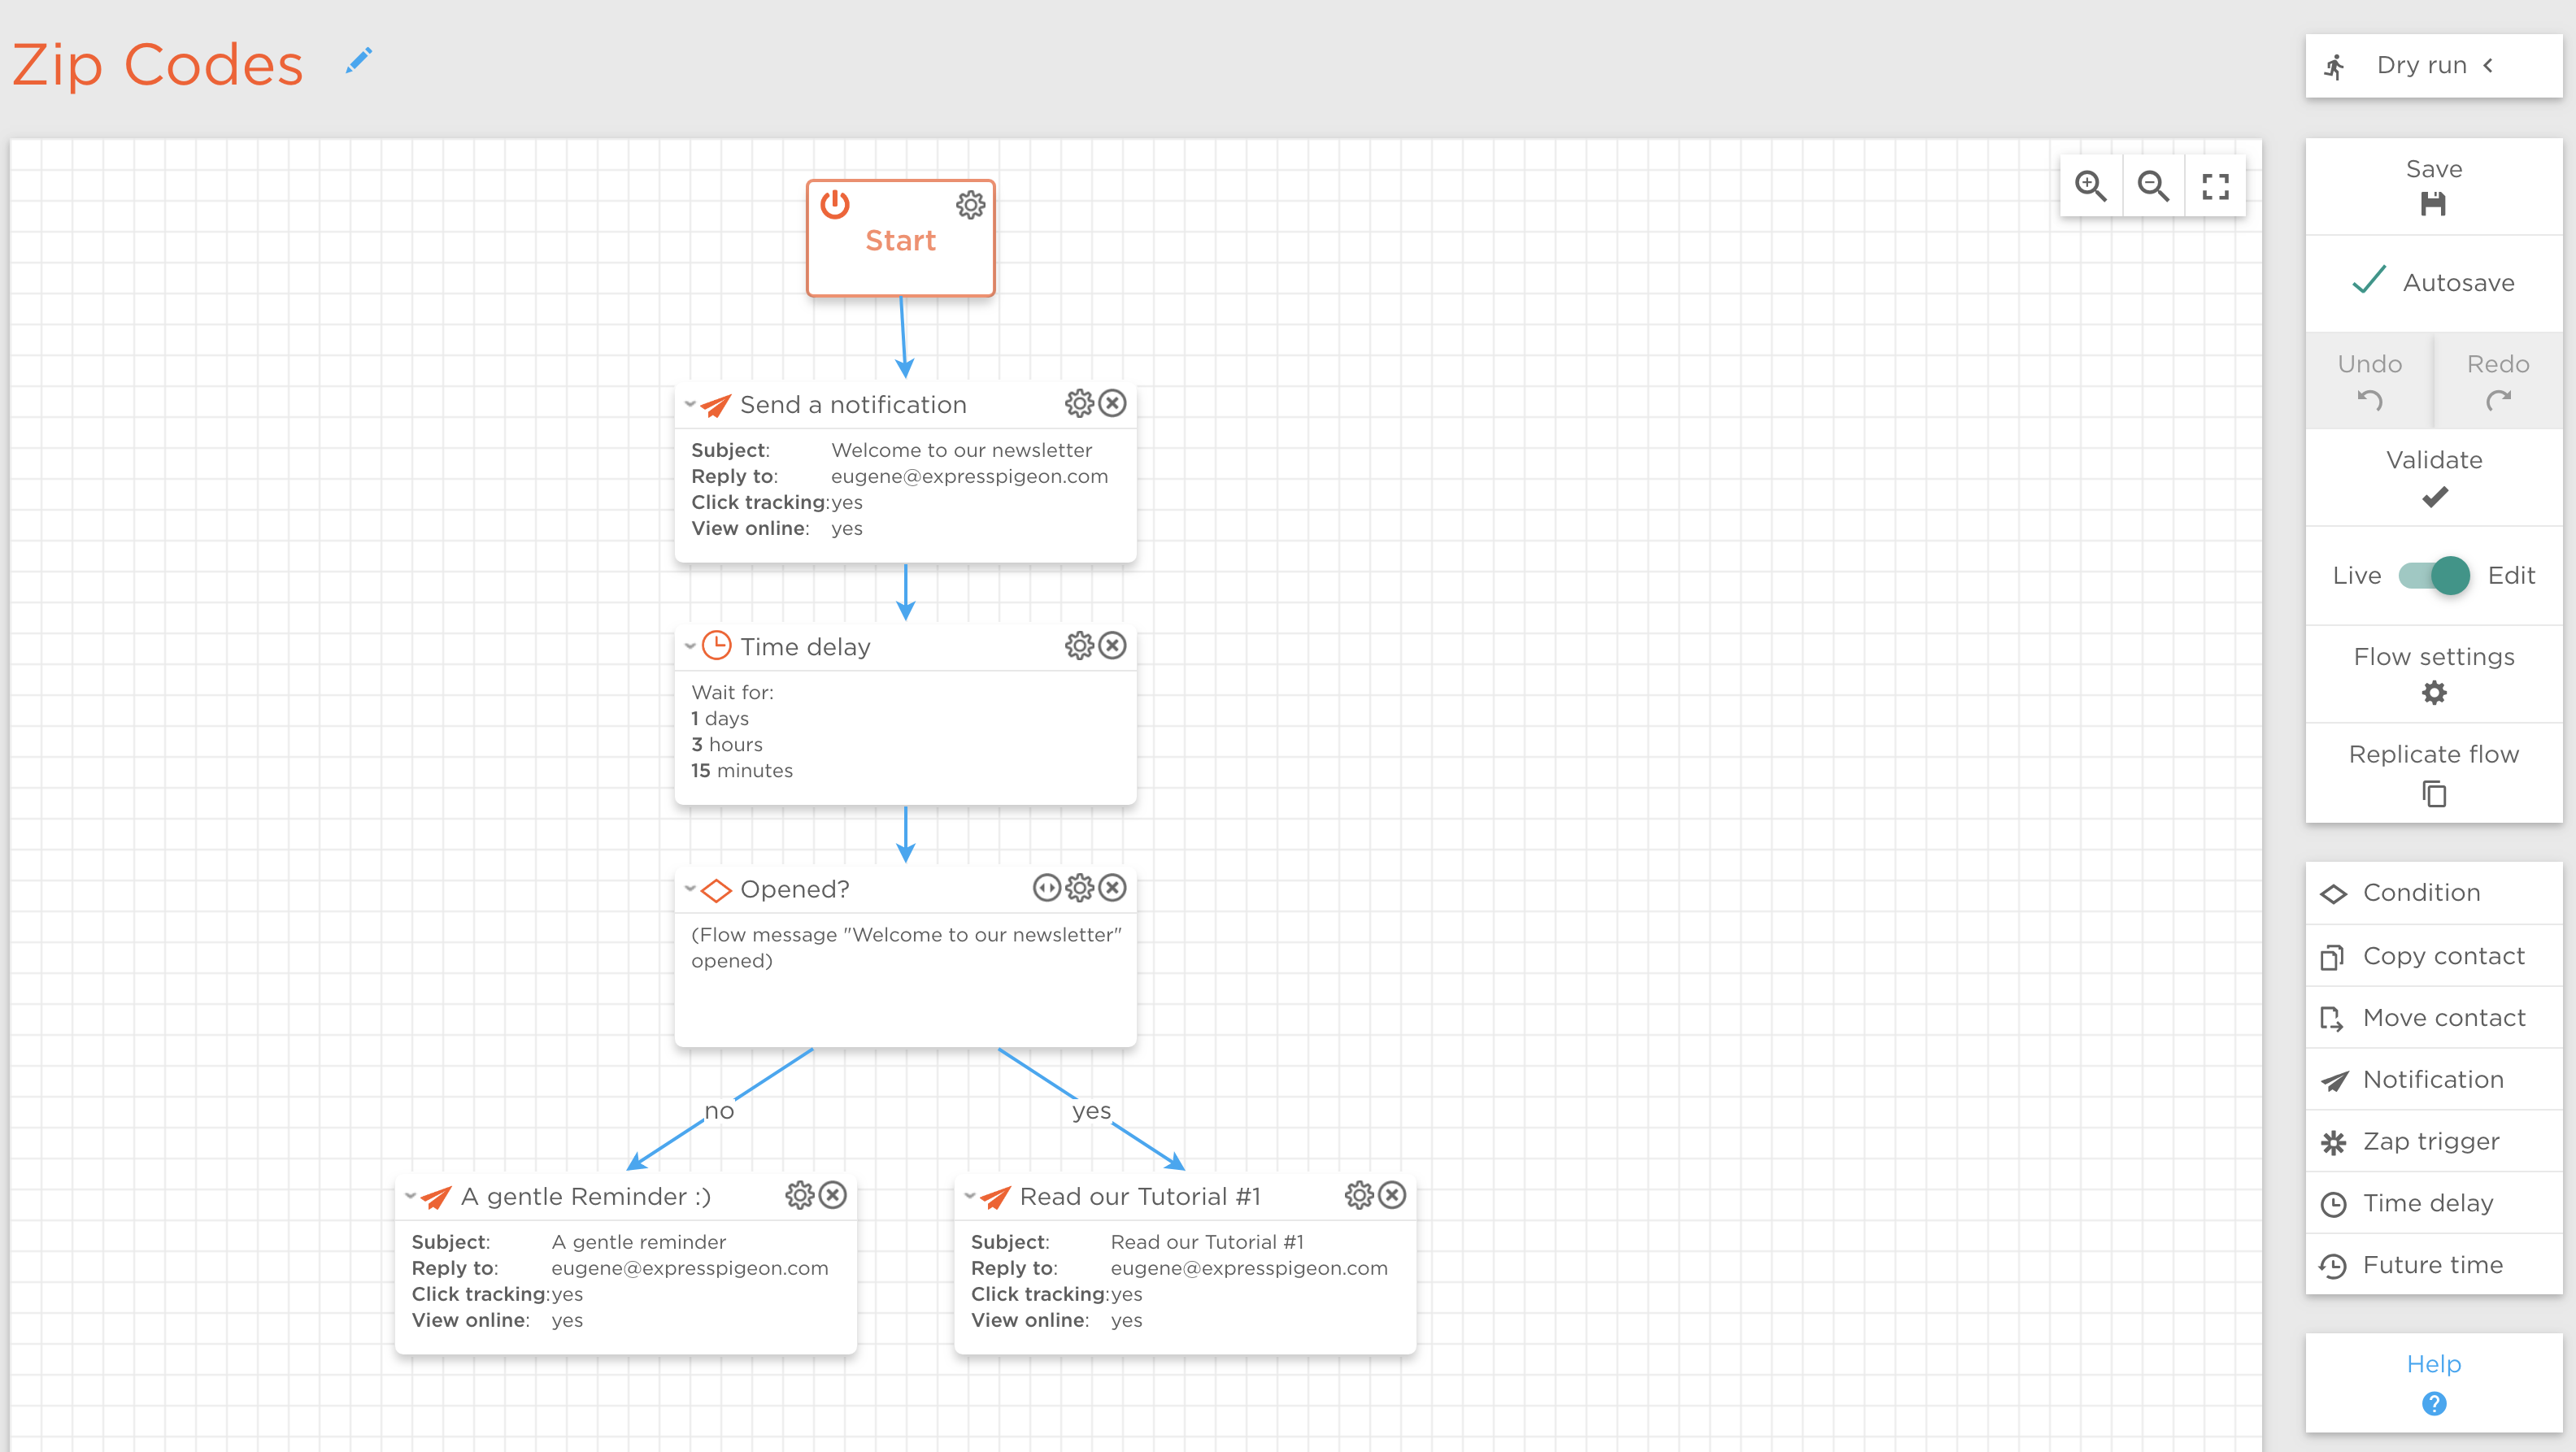 Zip Codes
Dry run
Start
Save
Autosave
Undo Redo
Send a notification
Subject: Welcome to our newsletter
Reply to: eugene@expresspigeon.com
Click tracking: yes
View online: yes
Validate
Live Edit
Time delay
Wait for:
1 days
3 hours
15 minutes
Flow settings
Replicate flow
Opened?
(Flow message "Welcome to our newsletter"
opened)
no yes
A gentle Reminder :)
Subject: A gentle reminder
Reply to: eugene@expresspigeon.com
Click tracking: yes
View online: yes
Read our Tutorial #1
Subject: Read our Tutorial #1
Reply to: eugene@expresspigeon.com
Click tracking: yes
View online: yes
Condition
Copy contact
Move contact
Notification
Zap trigger
Time delay
Future time
Help
?